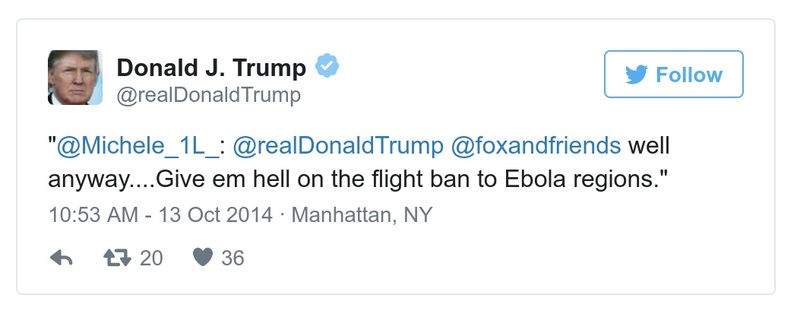 Donald J. Trump
@realDonaldTrump
Follow
"@Michele_1L_: @realDonaldTrump @foxandfriends well
anyway....Give em hell on the flight ban to Ebola regions."
10:53 AM - 13 Oct 2014 · Manhattan, NY
20 36